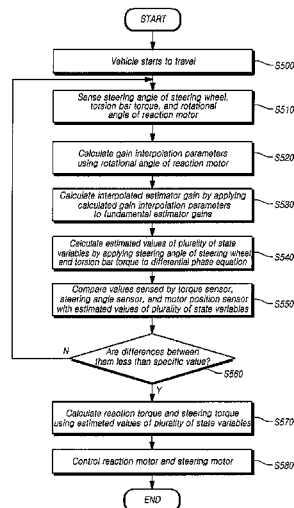 START
Vehicle starts to travel
S500
Sense steering angle of steering wheel,
torsion bar torque, and rotational
angle of reaction motor
S510
Calculate gain interpolation parameters
using rotational angle of reaction motor
S520
Calculate interpolated estimator gain by applying
calculated gain interpolation parameters
to fundamental estimator gains
S530
Calculate estimated values of plurality of state
variables by applying steering angle of steering wheel
and torsion bar torque to differential phase equation
S540
Compare values sensed by torque sensor,
steering angle sensor, and motor position sensor
with estimated values of plurality of state variables
S550
N
Are differences between
them less than specific value?
S560
Y
Calculate reaction torque and steering torque
using estimated values of plurality of state variables
S570
Control reaction motor and steering motor
S580
END